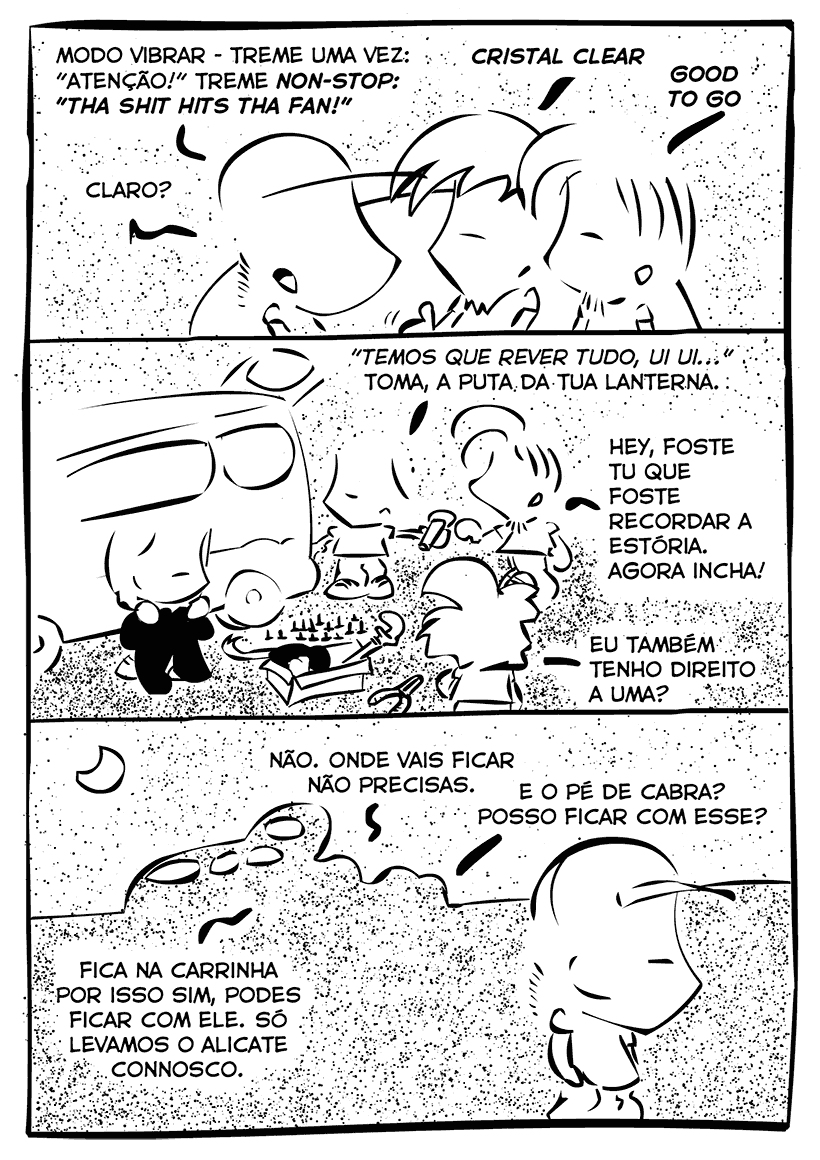 MODO VIBRAR - TREME UMA VEZ:
"ATENÇÃO!" TREME NON-STOP:
"THA SHIT HITS THA FAN!"
CLARO?
CRISTAL CLEAR
GOOD
TO GO
"TEMOS QUE REVER TUDO, UI UI..."
TOMA, A PUTA DA TUA LANTERNA.
HEY, FOSTE
TU QUE
FOSTE
RECORDAR A
ESTÓRIA.
AGORA INCHA!
EU TAMBÉM
TENHO DIREITO
A UMA?
NÃO. ONDE VAIS FICAR
NÃO PRECISAS.
E O PÉ DE CABRA?
POSSO FICAR COM ESSE?
FICA NA CARRINHA
POR ISSO SIM, PODES
FICAR COM ELE. SÓ
LEVAMOS O ALICATE
CONNOSCO.